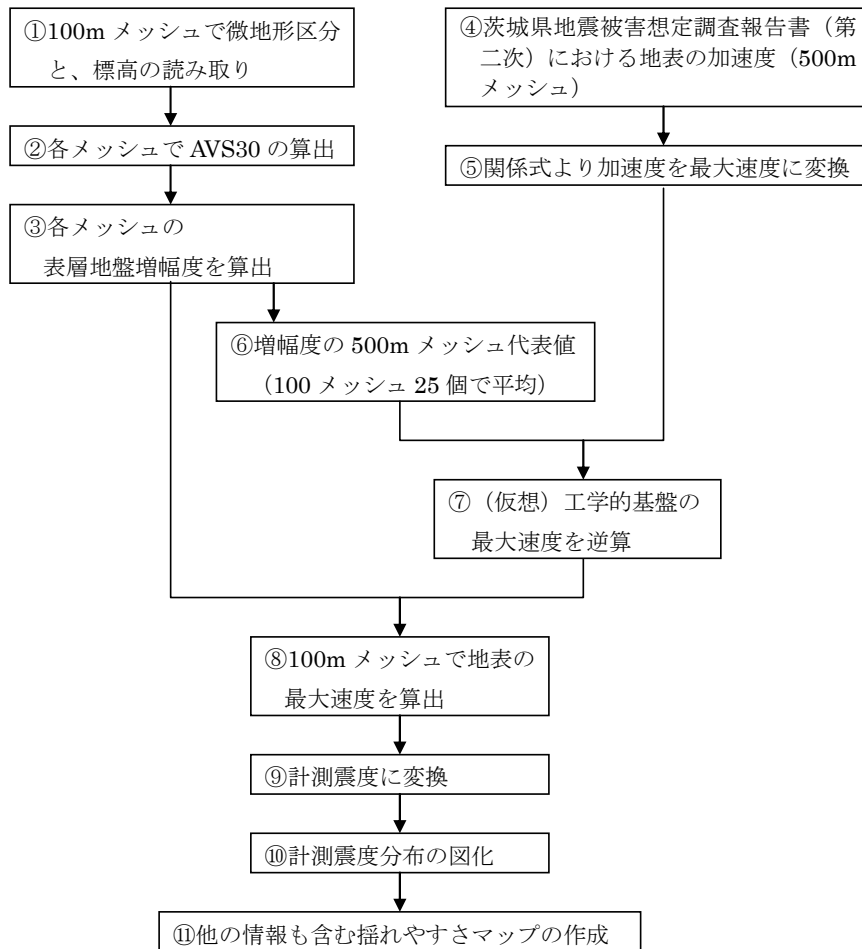 ①100m メッシュで微地形区分
と、標高の読み取り
②各メッシュで AVS30 の算出
③各メッシュの
表層地盤増幅度を算出
④茨城県地震被害想定調査報告書（第
二次）における地表の加速度（500m
メッシュ）
⑤関係式より加速度を最大速度に変換
⑥増幅度の 500m メッシュ代表値
（100 メッシュ 25 個で平均）
⑦（仮想）工学的基盤の
最大速度を逆算
⑧100m メッシュで地表の
最大速度を算出
⑨計測震度に変換
⑩計測震度分布の図化
⑪他の情報も含む揺れやすさマップの作成